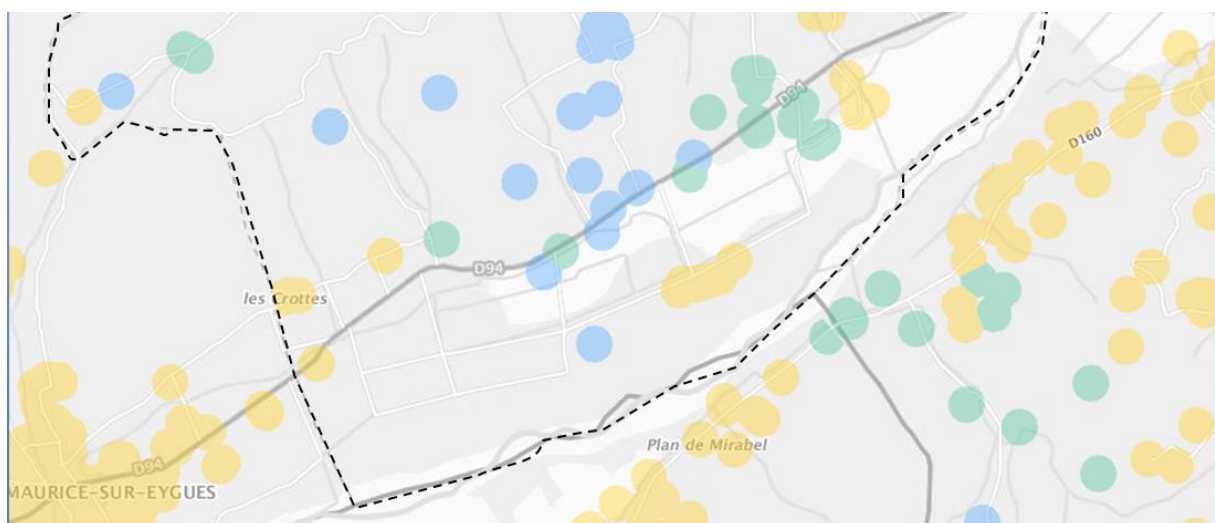 D94
D160
D94
les Crottes
Plan de Mirabel
D94
MAURICE-SUR-EYGUES